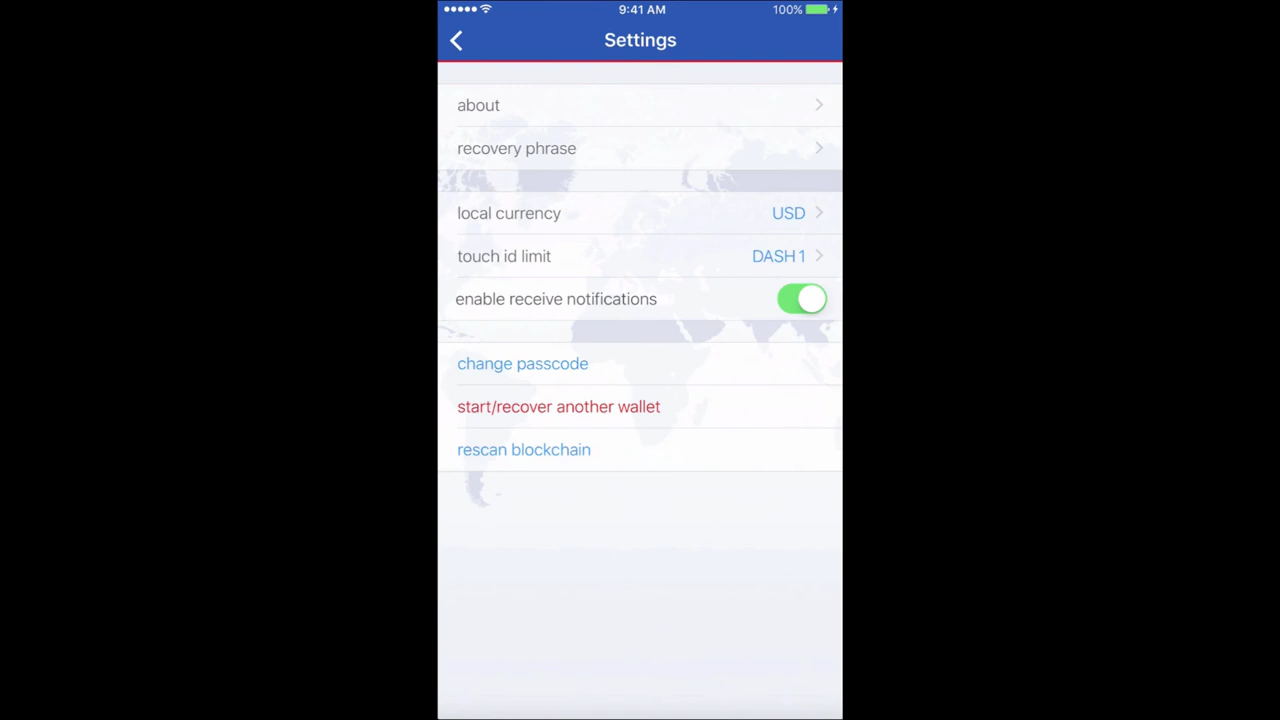 9:41 AM
100%
Settings
about
recovery phrase
local currency USD
touch id limit DASH 1
enable receive notifications
change passcode
start/recover another wallet
rescan blockchain